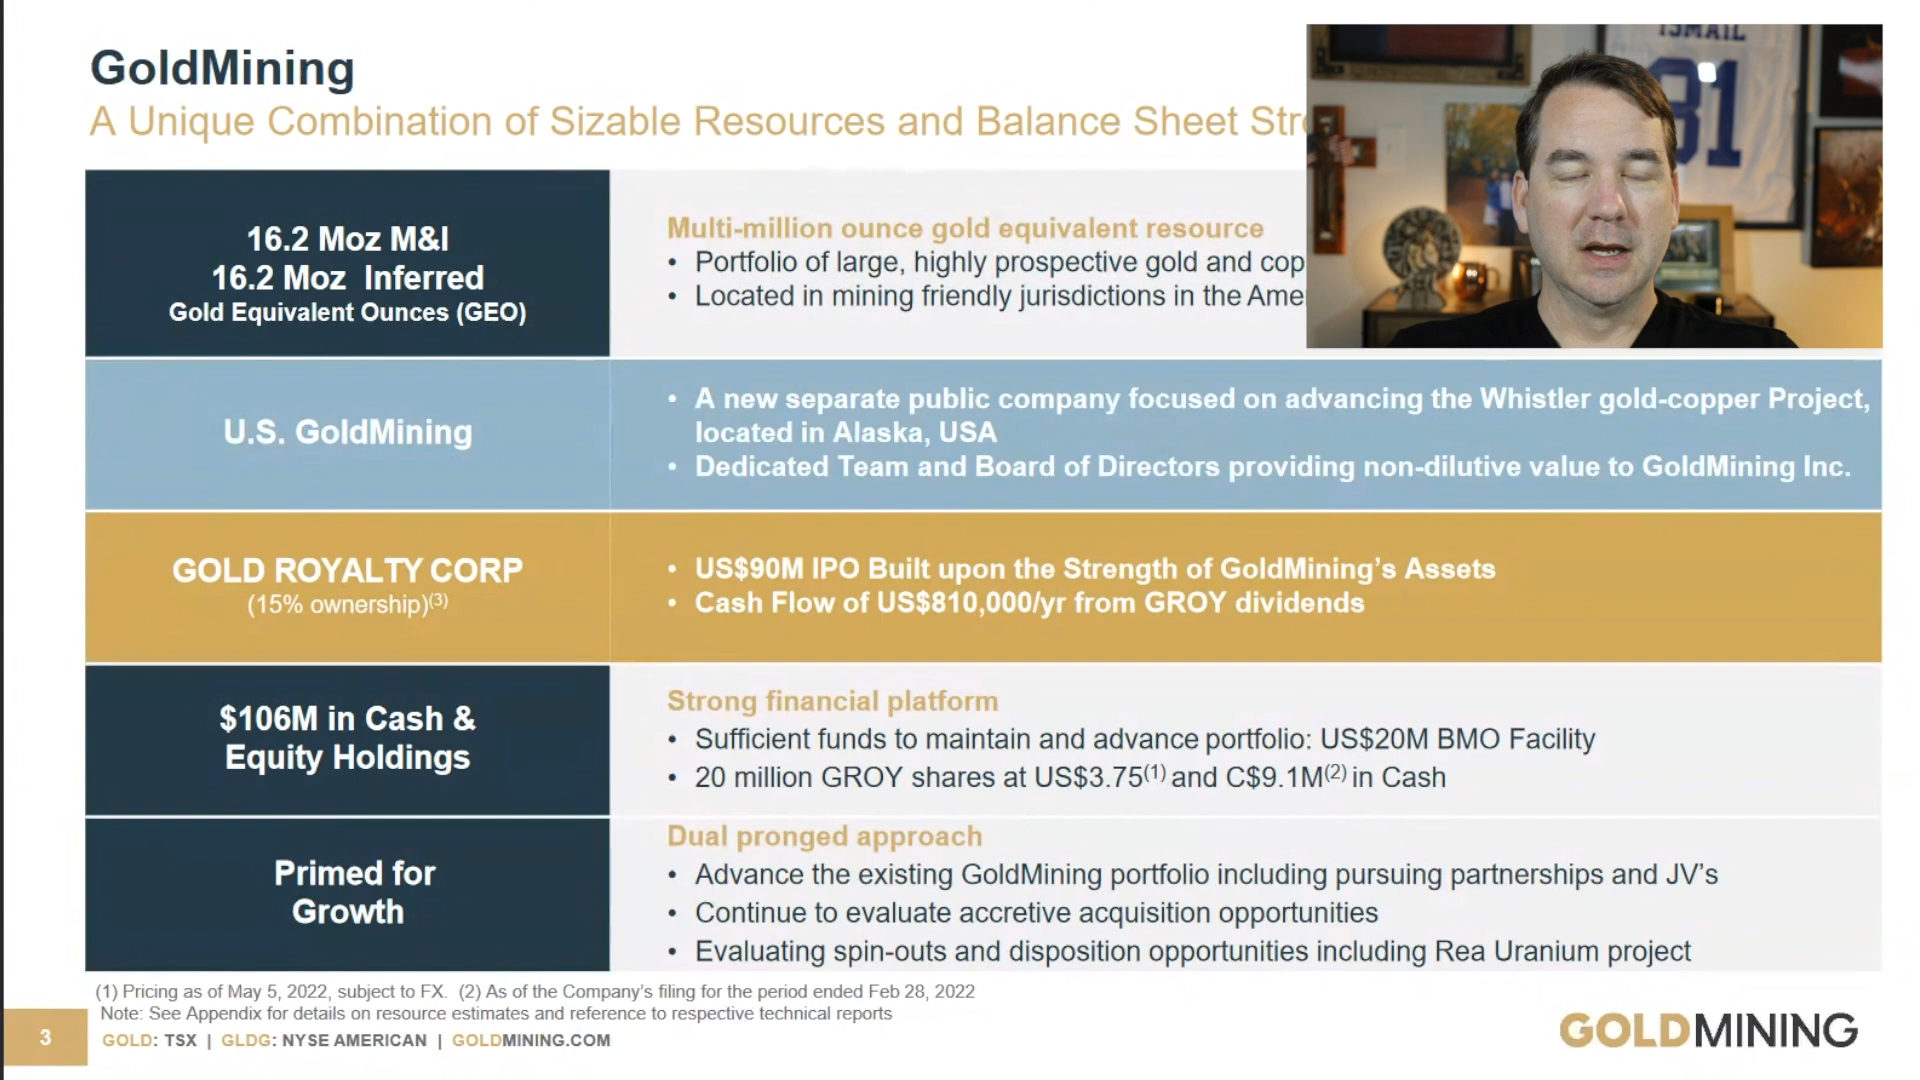 GoldMining
A Unique Combination of Sizable Resources and Balance Sheet
ISMAIL
81
16.2 Moz M&I
16.2 Moz Inferred
Gold Equivalent Ounces (GEO)
Multi-million ounce gold equivalent resource
• Portfolio of large, highly prospective gold and
• Located in mining friendly jurisdictions in the
U.S. GoldMining
• A new separate public company focused on advancing the Whistler gold-copper Project,
located in Alaska, USA
• Dedicated Team and Board of Directors providing non-dilutive value to GoldMining Inc.
GOLD ROYALTY CORP
(15% ownership)(3)
• US$90M IPO Built upon the Strength of GoldMining's Assets
• Cash Flow of US$810,000/yr from GROY dividends
$106M in Cash &
Equity Holdings
Strong financial platform
• Sufficient funds to maintain and advance portfolio: US$20M BMO Facility
• 20 million GROY shares at US$3.75(1) and C$9.1M(2) in Cash
Primed for
Growth
Dual pronged approach
• Advance the existing GoldMining portfolio including pursuing partnerships and JV's
• Continue to evaluate accretive acquisition opportunities
• Evaluating spin-outs and disposition opportunities including Rea Uranium project
(1) Pricing as of May 5, 2022, subject to FX. (2) As of the Company's filing for the period ended Feb 28, 2022
Note: See Appendix for details on resource estimates and reference to respective technical reports
3
GOLD: TSX | GLDG: NYSE AMERICAN | GOLDMINING.COM
GOLDMINING